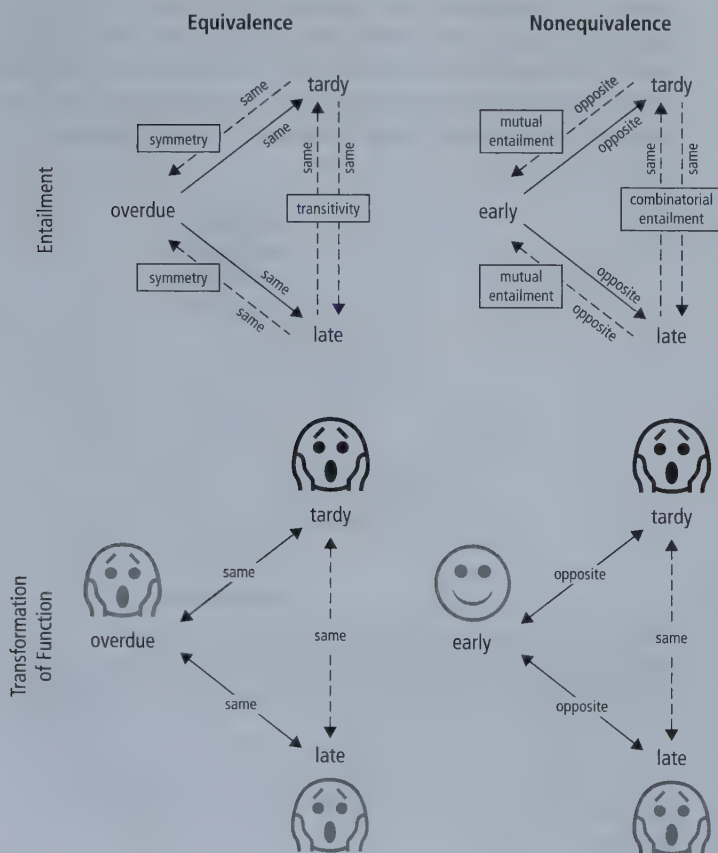 Equivalence
Nonequivalence
Entailment
tardy
same
symmetry
same
same
same
overdue
transitivity
symmetry
same
same
late
tardy
opposite
mutual
entailment
opposite
same
same
early
combinatorial
entailment
mutual
entailment
opposite
opposite
late
Transformation
of Function
tardy
same
overdue
same
same
late
tardy
opposite
early
same
opposite
late